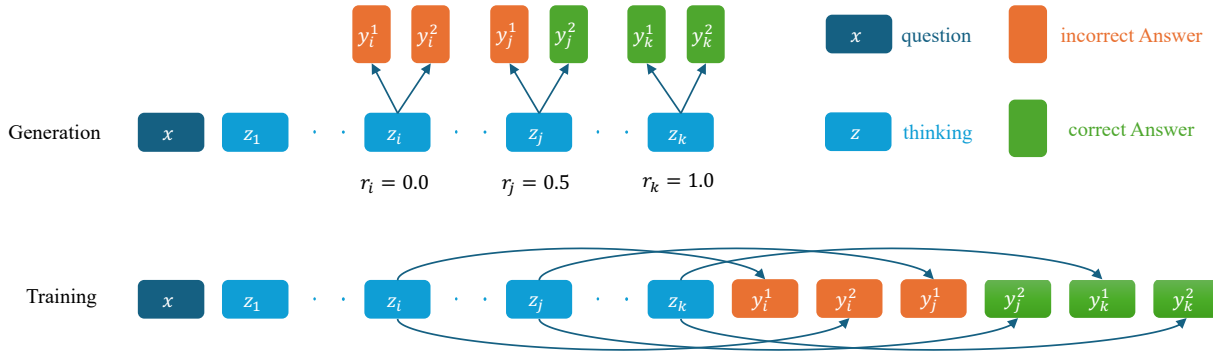 y_i^1 y_i^2 y_j^1 y_j^2 y_k^1 y_k^2
x question incorrect Answer
Generation x z_1 · · z_i · · z_j · · z_k
z thinking correct Answer
r_i = 0.0 r_j = 0.5 r_k = 1.0
Training x z_1 · · z_i · · z_j · · z_k y_i^1 y_i^2 y_j^1 y_j^2 y_k^1 y_k^2